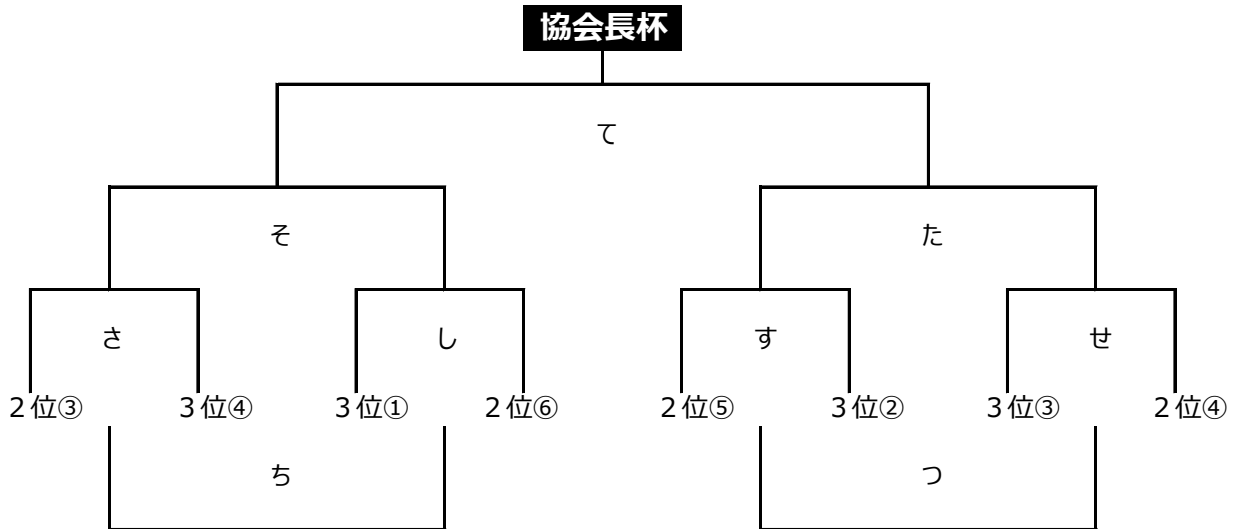 協会長杯
て
そ た
さ し す せ
2位③ 3位④ 3位① 2位⑥ 2位⑤ 3位② 3位③ 2位④
ち つ